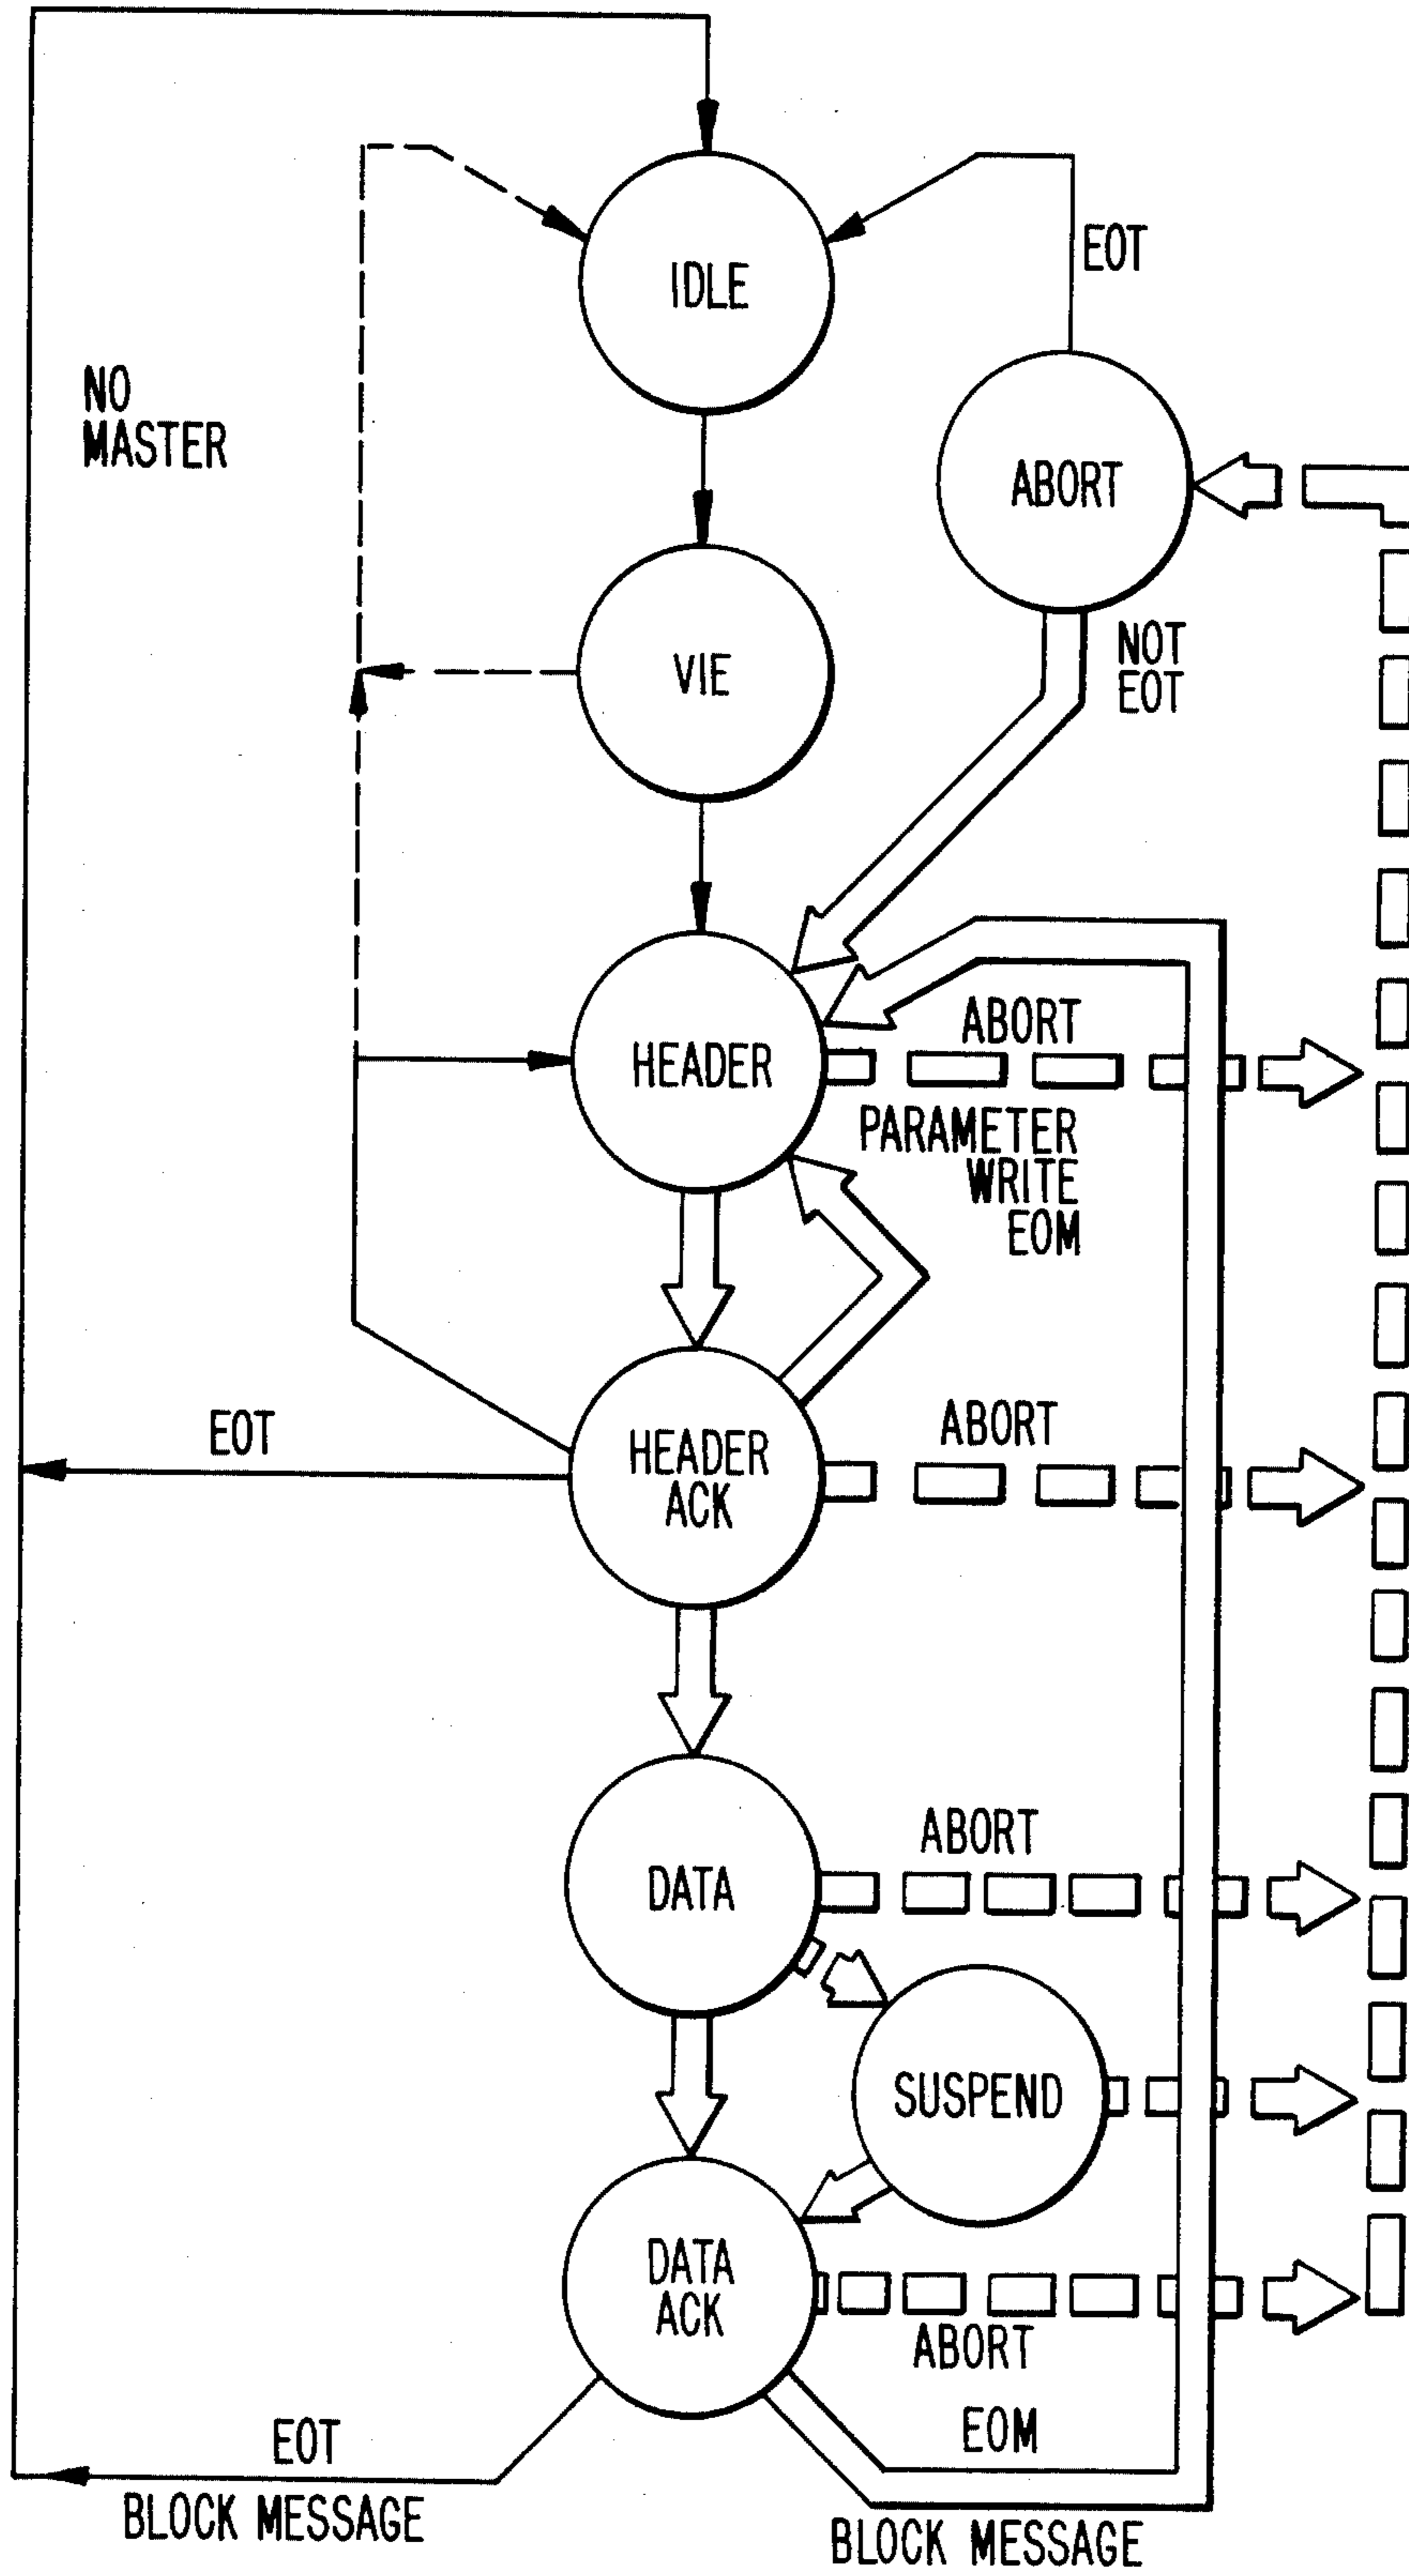 IDLE
EOT
NO
MASTER
ABORT
VIE
NOT
EOT
HEADER
ABORT
PARAMETER
WRITE
EOM
HEADER
ACK
EOT
ABORT
DATA
ABORT
SUSPEND
DATA
ACK
ABORT
EOT
BLOCK MESSAGE
EOM
BLOCK MESSAGE